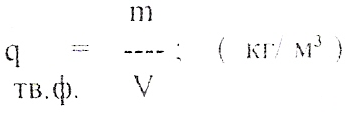 m
q = ---- ; ( кг/ м³ )
тв.ф. V